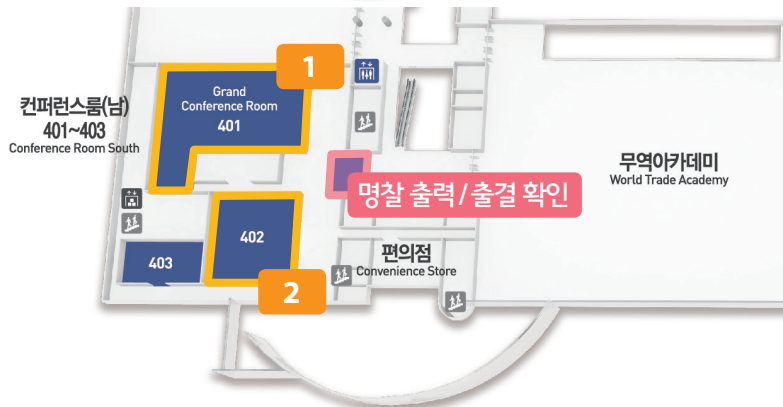 1
Grand
Conference Room
401
컨퍼런스룸(남)
401~403
Conference Room South
무역아카데미
World Trade Academy
명찰 출력 / 출결 확인
402
403
편의점
Convenience Store
2